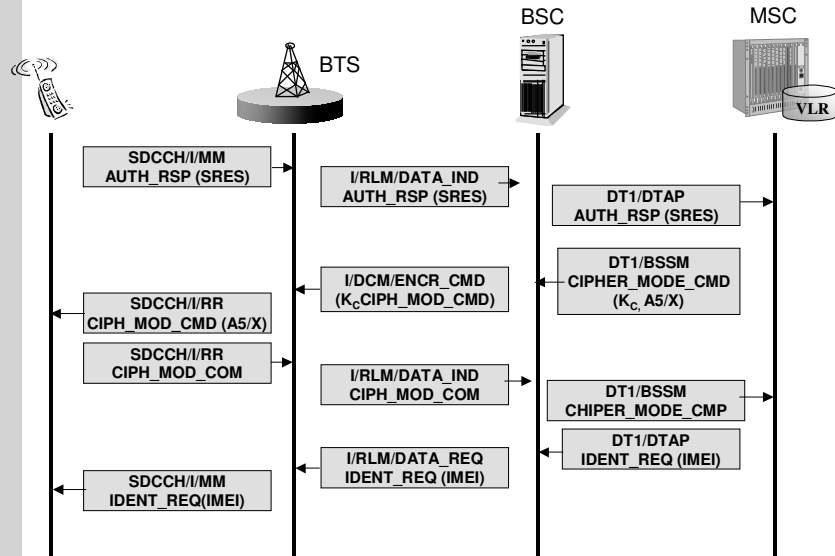 BSC
MSC
BTS
VLR
SDCCH/I/MM
AUTH_RSP (SRES)
I/RLM/DATA_IND
AUTH_RSP (SRES)
DT1/DTAP
AUTH_RSP (SRES)
DT1/BSSM
CIPHER_MODE_CMD
(KC, A5/X)
I/DCM/ENCR_CMD
(KCCIPH_MOD_CMD)
SDCCH/I/RR
CIPH_MOD_CMD (A5/X)
SDCCH/I/RR
CIPH_MOD_COM
I/RLM/DATA_IND
CIPH_MOD_COM
DT1/BSSM
CHIPER_MODE_CMP
DT1/DTAP
IDENT_REQ (IMEI)
I/RLM/DATA_REQ
IDENT_REQ (IMEI)
SDCCH/I/MM
IDENT_REQ(IMEI)